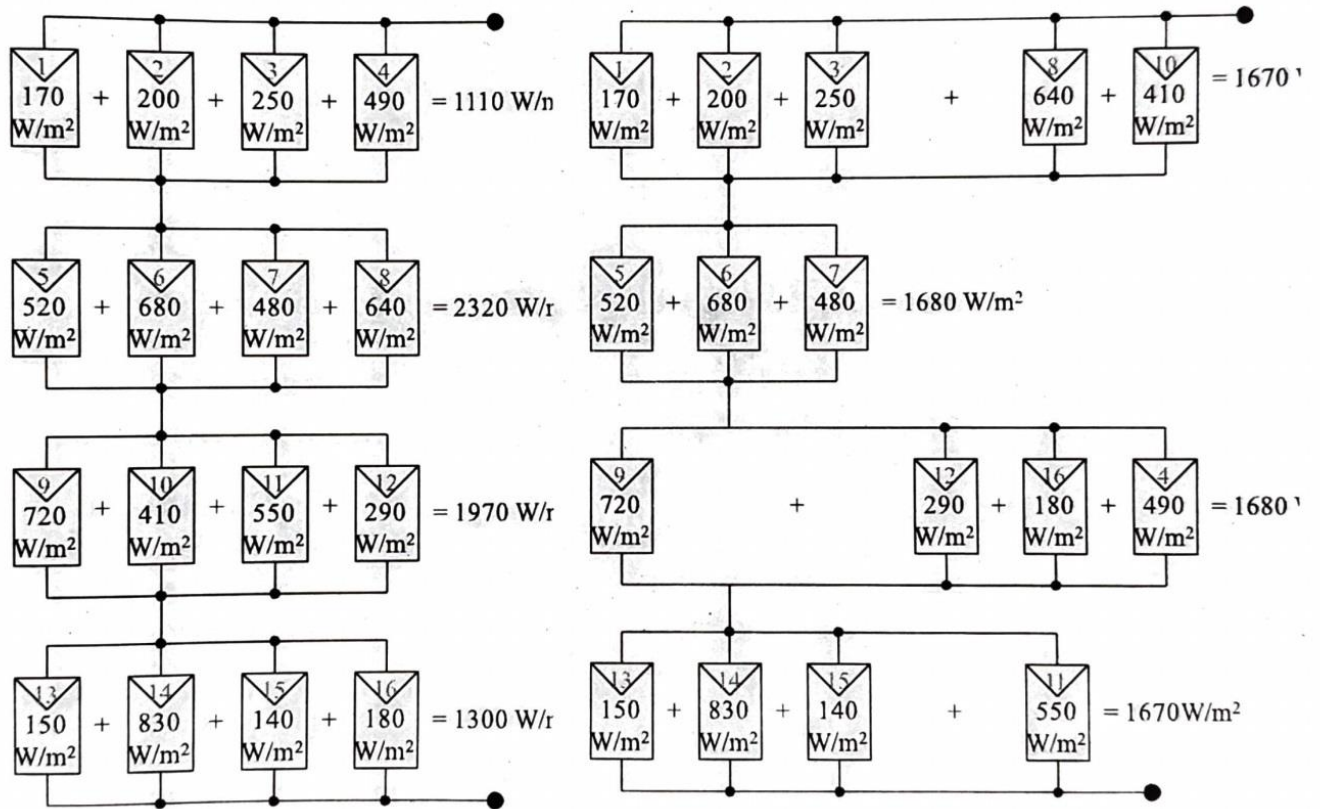 1 2 3 4
170 + 200 + 250 + 490 = 1110 W/n
W/m² W/m² W/m² W/m²
5 6 7 8
520 + 680 + 480 + 640 = 2320 W/r
W/m² W/m² W/m² W/m²
9 10 11 12
720 + 410 + 550 + 290 = 1970 W/r
W/m² W/m² W/m² W/m²
13 14 15 16
150 + 830 + 140 + 180 = 1300 W/r
W/m² W/m² W/m² W/m²
1 2 3 8 10
170 + 200 + 250 + 640 + 410 = 1670
W/m² W/m² W/m² W/m² W/m²
5 6 7
520 + 680 + 480 = 1680 W/m²
W/m² W/m² W/m²
9 12 16 4
720 + 290 + 180 + 490 = 1680
W/m² W/m² W/m² W/m²
13 14 15 11
150 + 830 + 140 + 550 = 1670W/m²
W/m² W/m² W/m² W/m²